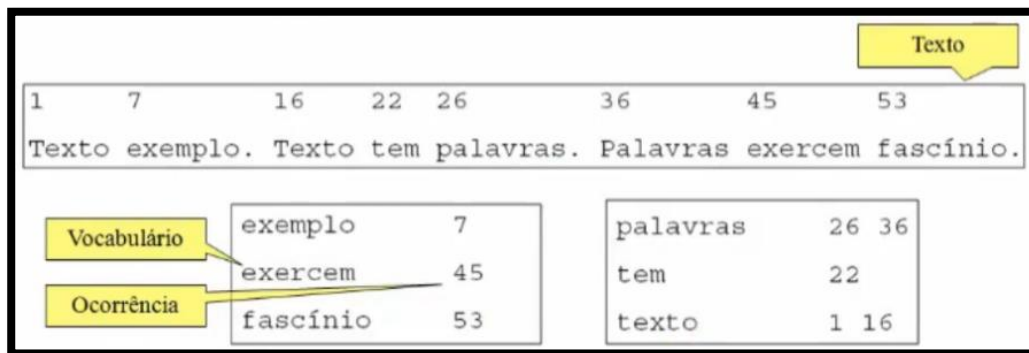 Texto
1 7 16 22 26 36 45 53
Texto exemplo. Texto tem palavras. Palavras exercem fascínio.
Vocabulário
Ocorrência
exemplo 7
exercem 45
fascínio 53
palavras 26 36
tem 22
texto 1 16